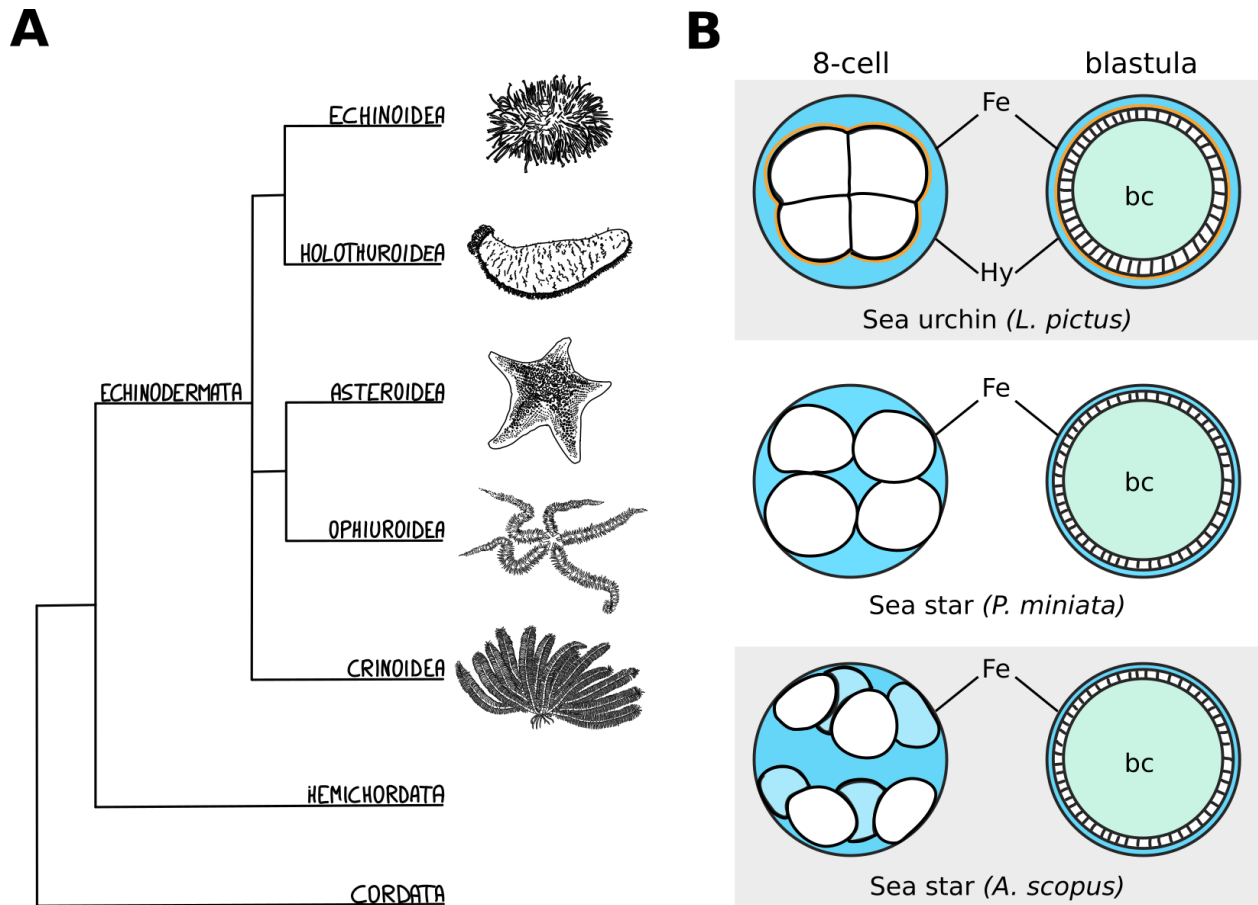 A
ECHINOIDEA
HOLOTHUROIDEA
ECHINODERMATA
ASTEROIDEA
OPHIUROIDEA
CRINOIDEA
HEMICHORDATA
CORDATA
B
8-cell
blastula
Fe
bc
Hy
Sea urchin (L. pictus)
Fe
bc
Sea star (P. miniata)
Fe
bc
Sea star (A. scopus)